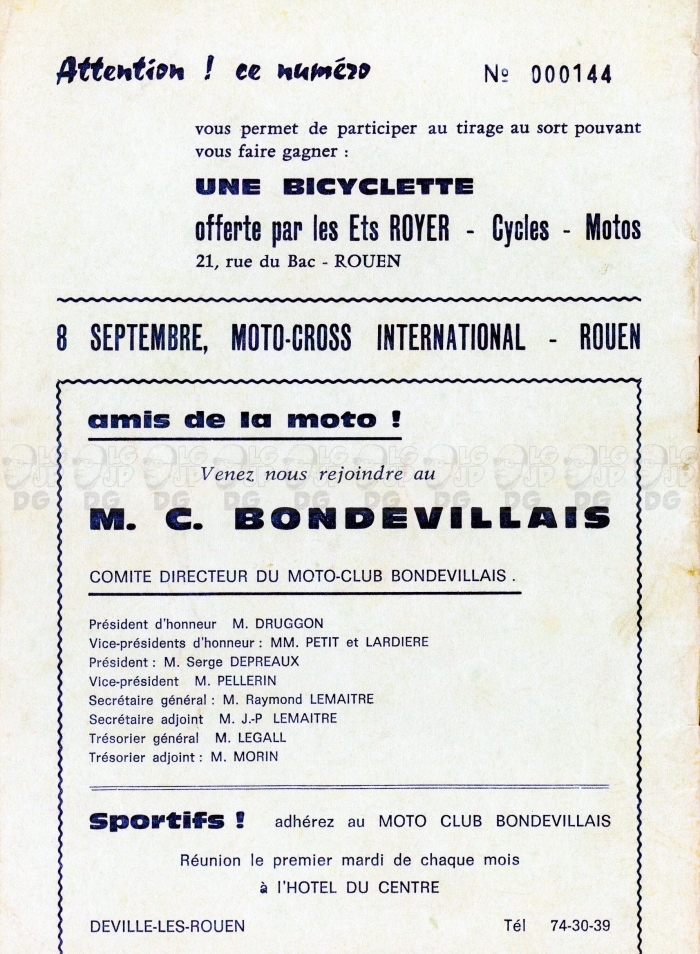 Attention ! ce numéro Nº 000144
vous permet de participer au tirage au sort pouvant
vous faire gagner :
UNE BICYCLETTE
offerte par les Ets ROYER - Cycles - Motos
21, rue du Bac - ROUEN
8 SEPTEMBRE, MOTO-CROSS INTERNATIONAL - ROUEN
amis de la moto !
Venez nous rejoindre au
M. C. BONDEVILLAIS
COMITE DIRECTEUR DU MOTO-CLUB BONDEVILLAIS .
Président d'honneur M. DRUGGON
Vice-présidents d'honneur : MM. PETIT et LARDIERE
Président : M. Serge DEPREAUX
Vice-président M. PELLERIN
Secrétaire général : M. Raymond LEMAITRE
Secrétaire adjoint M. J.-P LEMAITRE
Trésorier général M. LEGALL
Trésorier adjoint : M. MORIN
Sportifs ! adhérez au MOTO CLUB BONDEVILLAIS
Réunion le premier mardi de chaque mois
à l'HOTEL DU CENTRE
DEVILLE-LES-ROUEN Tél 74-30-39